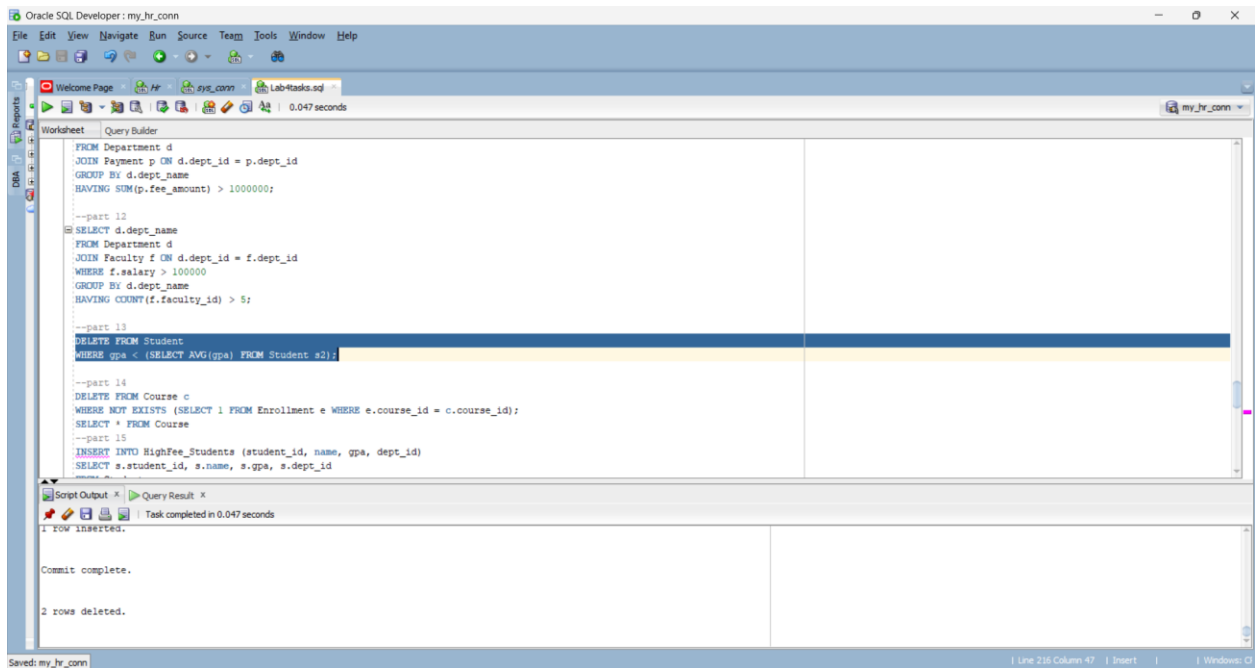 Oracle SQL Developer : my_hr_conn
File Edit View Navigate Run Source Team Tools Window Help
Welcome Page Hr sys_conn Lab4tasks.sql
0.047 seconds
my_hr_conn
Reports
DBA
Worksheet Query Builder
FROM Department d
JOIN Payment p ON d.dept_id = p.dept_id
GROUP BY d.dept_name
HAVING SUM(p.fee_amount) > 1000000;
--part 12
SELECT d.dept_name
FROM Department d
JOIN Faculty f ON d.dept_id = f.dept_id
WHERE f.salary > 100000
GROUP BY d.dept_name
HAVING COUNT(f.faculty_id) > 5;
--part 13
DELETE FROM Student
WHERE gpa < (SELECT AVG(gpa) FROM Student s2);
--part 14
DELETE FROM Course c
WHERE NOT EXISTS (SELECT 1 FROM Enrollment e WHERE e.course_id = c.course_id);
SELECT * FROM Course
--part 15
INSERT INTO HighFee_Students (student_id, name, gpa, dept_id)
SELECT s.student_id, s.name, s.gpa, s.dept_id
Script Output x Query Result x
Task completed in 0.047 seconds
1 row inserted.
Commit complete.
2 rows deleted.
Saved: my_hr_conn
| Line 216 Column 47 | Insert | | Windows: C